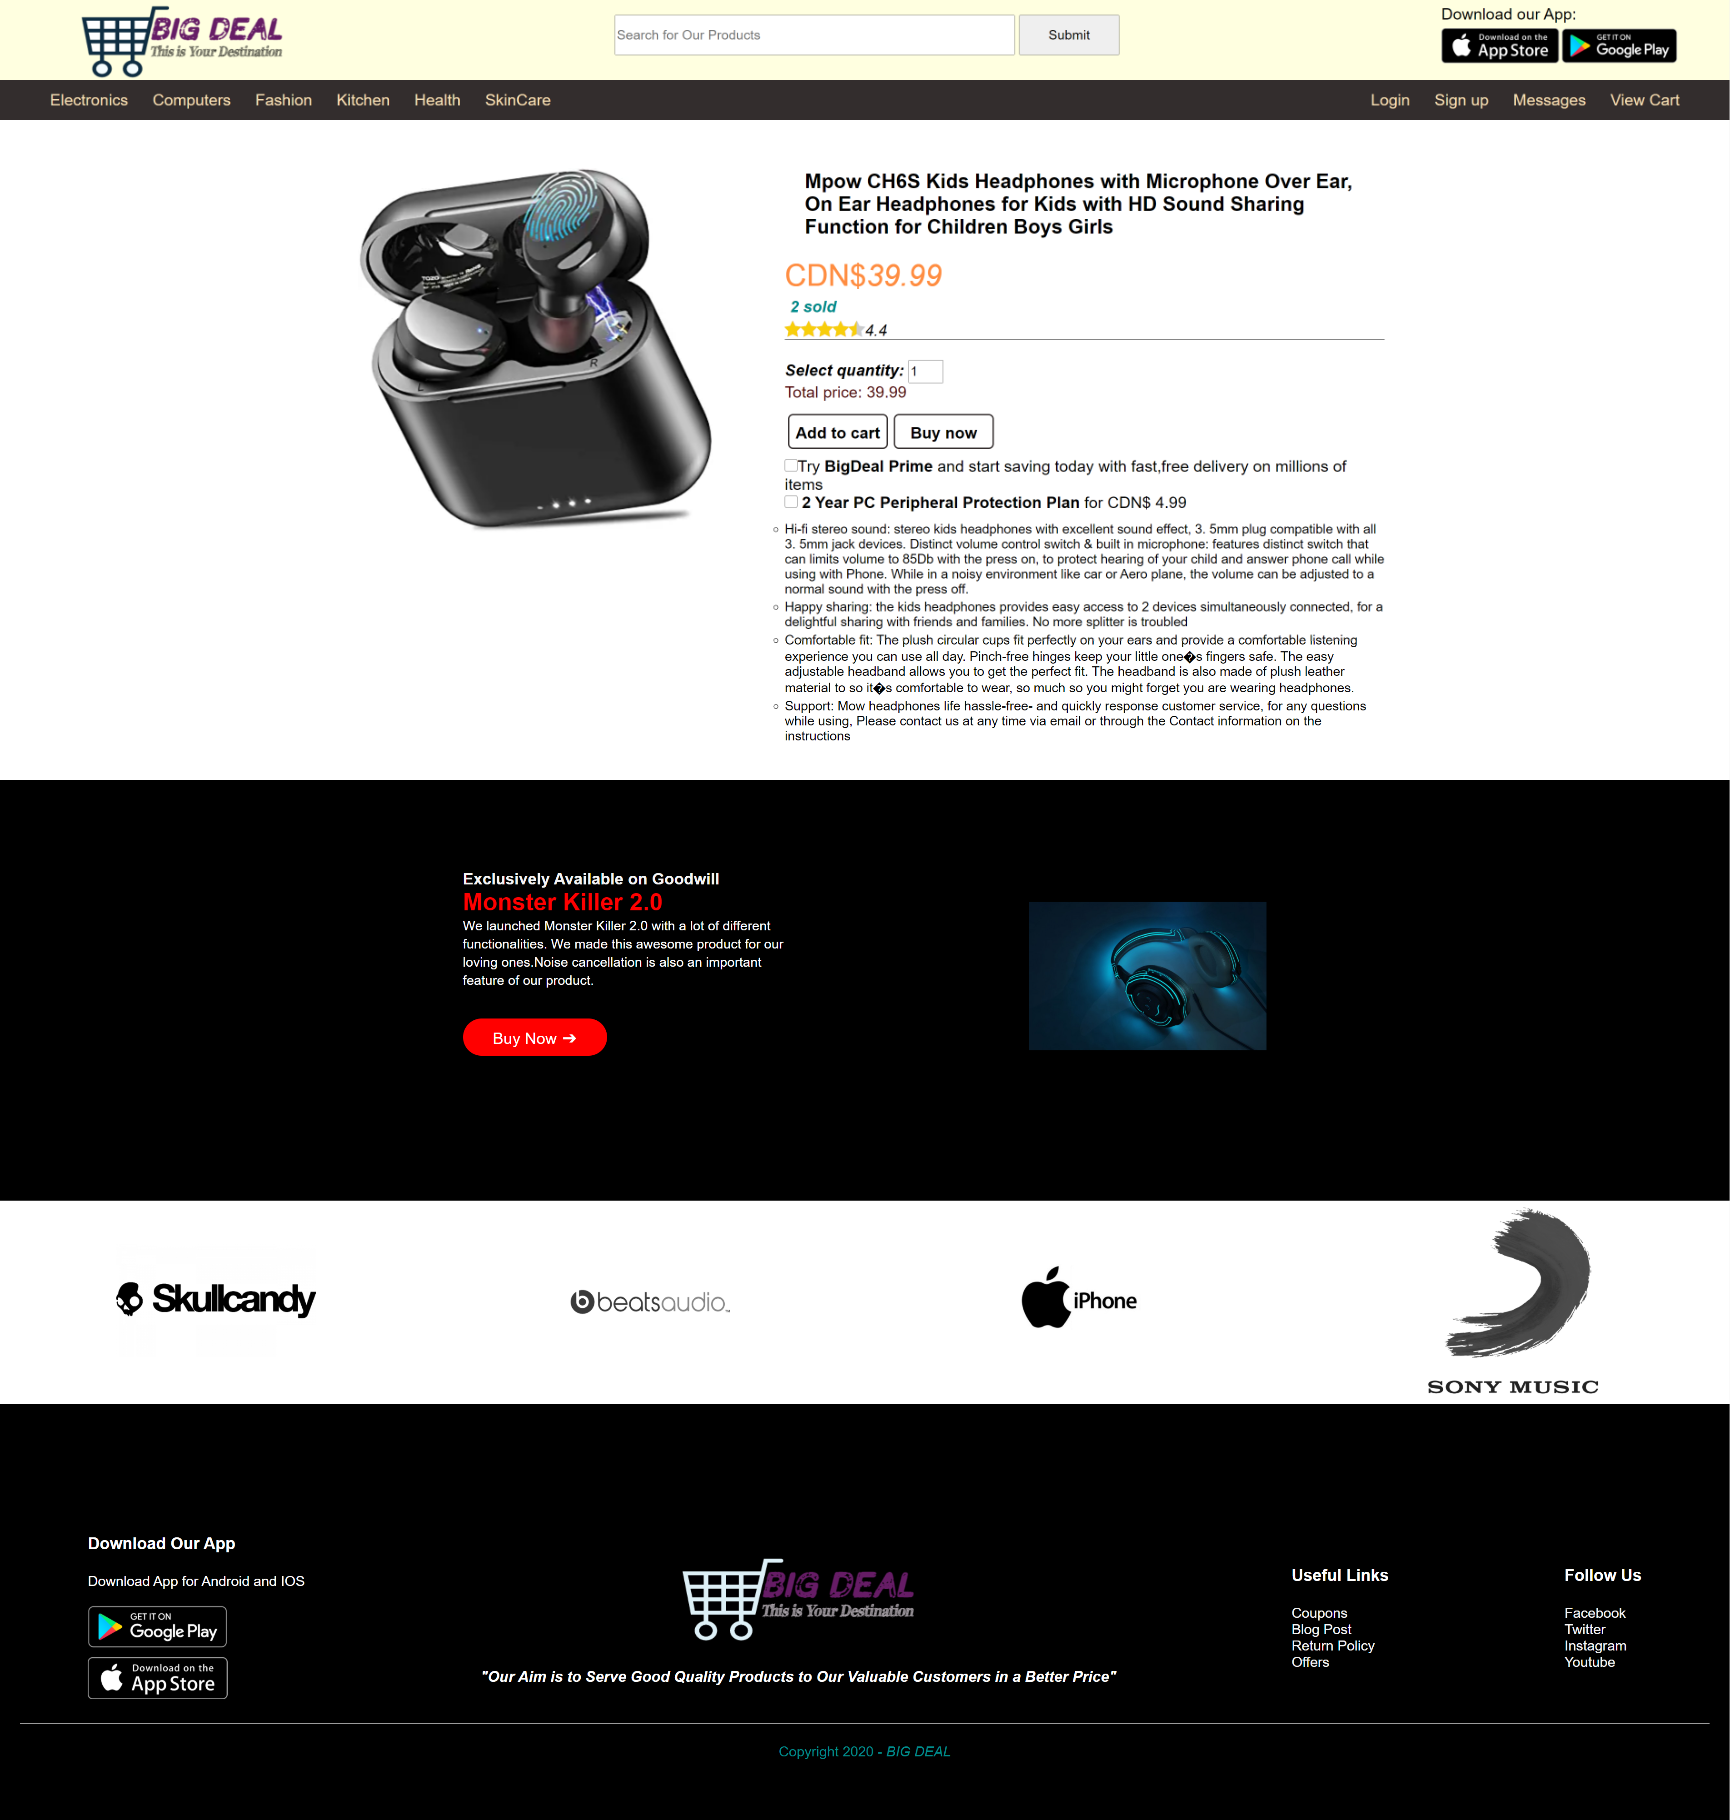 BIG DEAL
This is Your Destination
Search for Our Products
Submit
Download our App:
Download on the
App Store
GET IT ON
Google Play
Electronics
Computers
Fashion
Kitchen
Health
SkinCare
Login
Sign up
Messages
View Cart
TOZO
L
R
Mpow CH6S Kids Headphones with Microphone Over Ear,
On Ear Headphones for Kids with HD Sound Sharing
Function for Children Boys Girls
CDN$39.99
2 sold
4.4
Select quantity: 1
Total price: 39.99
Add to cart
Buy now
Try BigDeal Prime and start saving today with fast,free delivery on millions of
items
2 Year PC Peripheral Protection Plan for CDN$ 4.99
Hi-fi stereo sound: stereo kids headphones with excellent sound effect, 3. 5mm plug compatible with all
3. 5mm jack devices. Distinct volume control switch & built in microphone: features distinct switch that
can limits volume to 85Db with the press on, to protect hearing of your child and answer phone call while
using with Phone. While in a noisy environment like car or Aero plane, the volume can be adjusted to a
normal sound with the press off.
Happy sharing: the kids headphones provides easy access to 2 devices simultaneously connected, for a
delightful sharing with friends and families. No more splitter is troubled
Comfortable fit: The plush circular cups fit perfectly on your ears and provide a comfortable listening
experience you can use all day. Pinch-free hinges keep your little one�s fingers safe. The easy
adjustable headband allows you to get the perfect fit. The headband is also made of plush leather
material to so it�s comfortable to wear, so much so you might forget you are wearing headphones.
Support: Mow headphones life hassle-free- and quickly response customer service, for any questions
while using, Please contact us at any time via email or through the Contact information on the
instructions
Exclusively Available on Goodwill
Monster Killer 2.0
We launched Monster Killer 2.0 with a lot of different
functionalities. We made this awesome product for our
loving ones.Noise cancellation is also an important
feature of our product.
Buy Now ➔
Skullcandy
beatsaudio
iPhone
SONY MUSIC
Download Our App
Download App for Android and IOS
GET IT ON
Google Play
Download on the
App Store
BIG DEAL
This is Your Destination
"Our Aim is to Serve Good Quality Products to Our Valuable Customers in a Better Price"
Useful Links
Coupons
Blog Post
Return Policy
Offers
Follow Us
Facebook
Twitter
Instagram
Youtube
Copyright 2020 - BIG DEAL